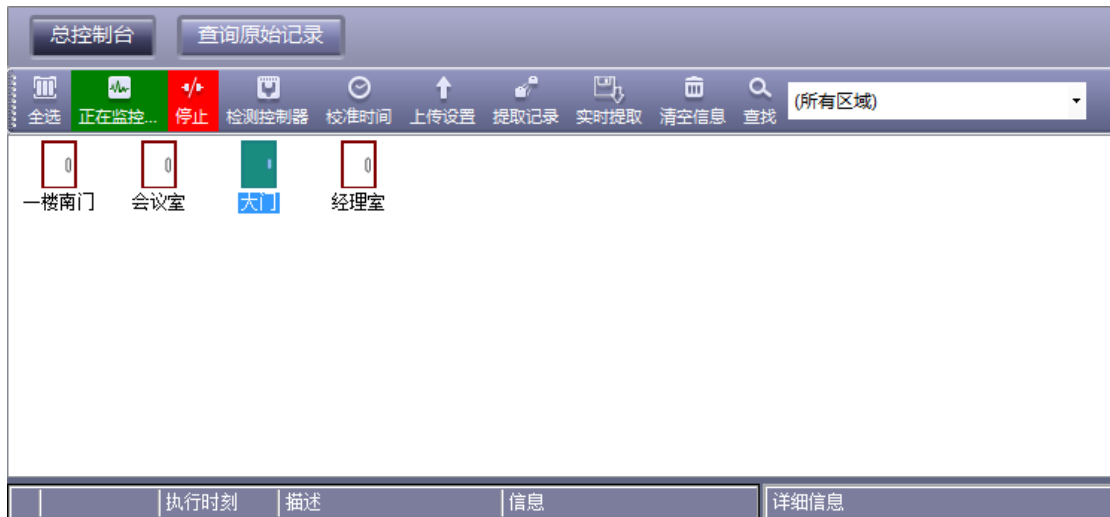 总控制台 查询原始记录
全选 正在监控... 停止 检测控制器 校准时间 上传设置 提取记录 实时提取 清空信息 查找 (所有区域)
一楼南门 会议室 大门 经理室
执行时刻 描述 信息 详细信息